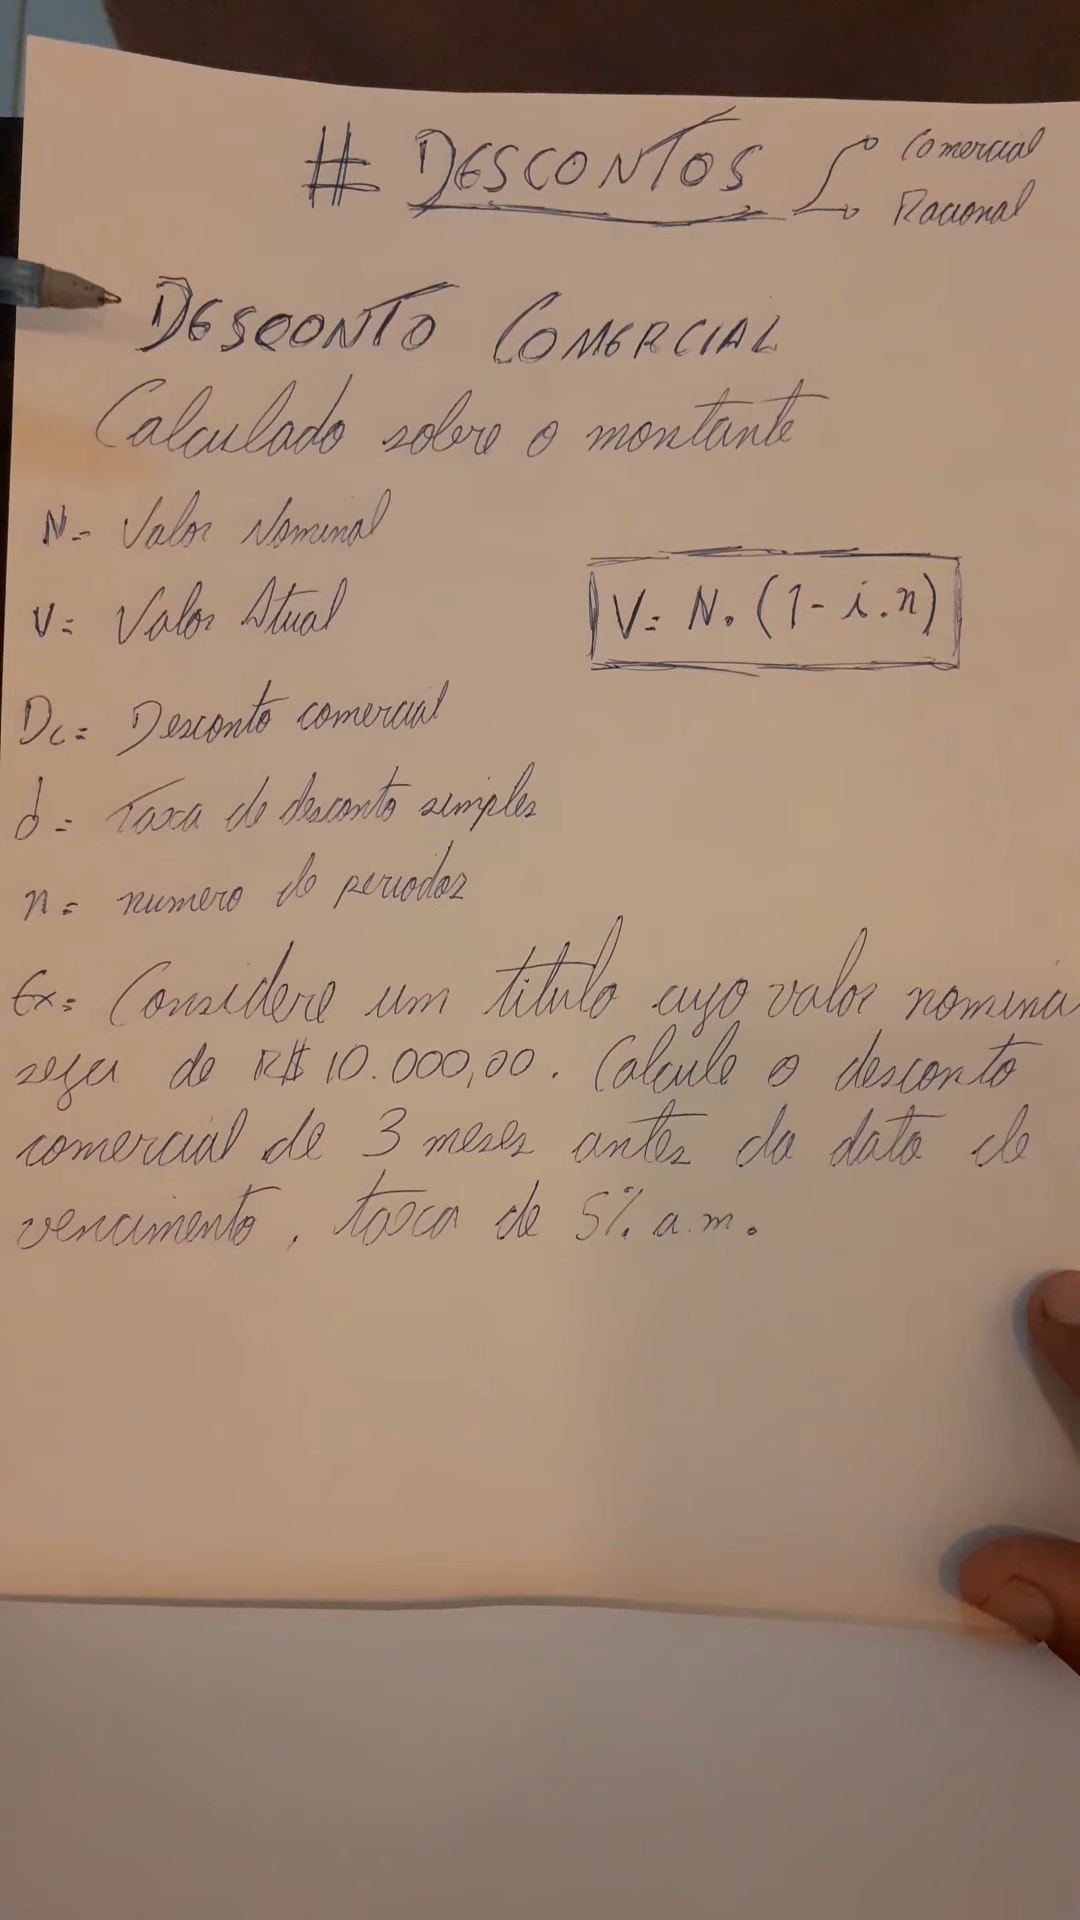 # DESCONTOS Comercial
Racional
DESCONTO COMERCIAL
Calculado sobre o montante
N= Valor Nominal
V= Valor Atual
V= N. (1- i.n)
Dc= Desconto comercial
d= Taxa de desconto simples
n= numero de periodos
Ex= Considere um titulo cujo valor nomina
seja de R$ 10.000,00. Calcule o desconto
comercial de 3 meses antes da data de
vencimento, taxa de 5% a.m.